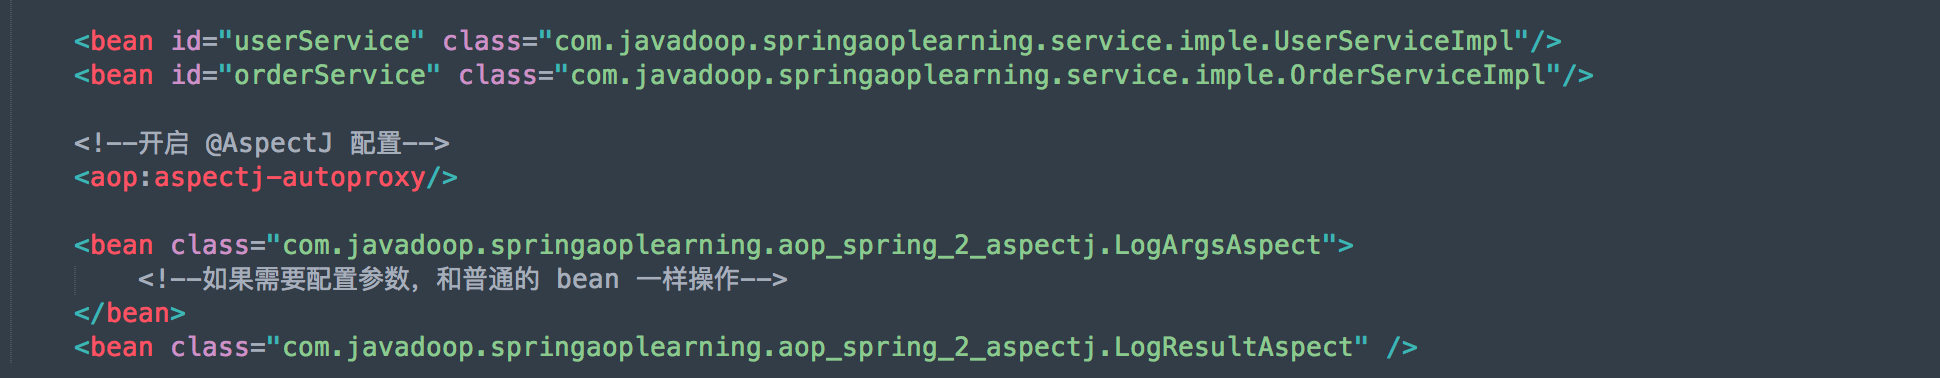 <bean id="userService" class="com.javadoop.springaoplearning.service.imple.UserServiceImpl"/>
<bean id="orderService" class="com.javadoop.springaoplearning.service.imple.OrderServiceImpl"/>
<!--开启 @AspectJ 配置-->
<aop:aspectj-autoproxy/>
<bean class="com.javadoop.springaoplearning.aop_spring_2_aspectj.LogArgsAspect">
<!--如果需要配置参数，和普通的 bean 一样操作-->
</bean>
<bean class="com.javadoop.springaoplearning.aop_spring_2_aspectj.LogResultAspect" />